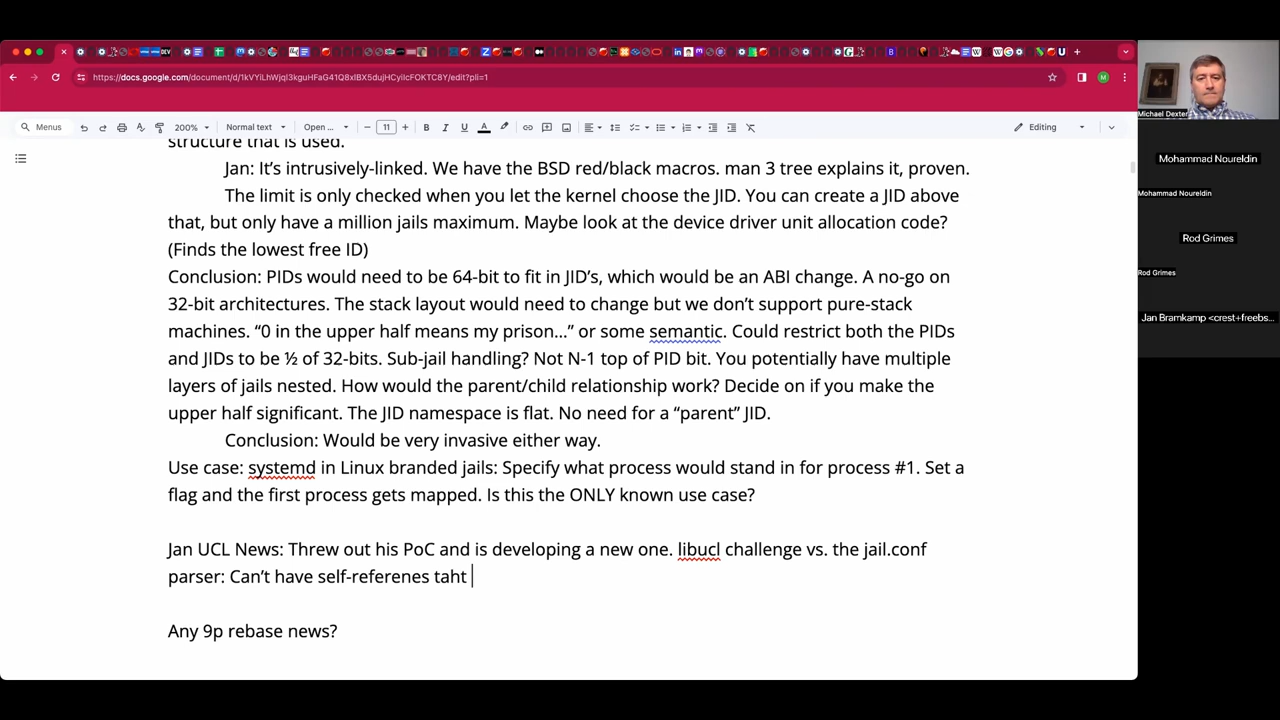 https://docs.google.com/document/d/1kVYiLhWjqI3kguHFaG41Q8xlBX5dujHCyiIcFOKTC8Y/edit?pli=1
Menus
200%
Normal text
Open ...
11
Editing
structure that is used.
Jan: It’s intrusively-linked. We have the BSD red/black macros. man 3 tree explains it, proven.
The limit is only checked when you let the kernel choose the JID. You can create a JID above
that, but only have a million jails maximum. Maybe look at the device driver unit allocation code?
(Finds the lowest free ID)
Conclusion: PIDs would need to be 64-bit to fit in JID’s, which would be an ABI change. A no-go on
32-bit architectures. The stack layout would need to change but we don’t support pure-stack
machines. “0 in the upper half means my prison...” or some semantic. Could restrict both the PIDs
and JIDs to be ½ of 32-bits. Sub-jail handling? Not N-1 top of PID bit. You potentially have multiple
layers of jails nested. How would the parent/child relationship work? Decide on if you make the
upper half significant. The JID namespace is flat. No need for a “parent” JID.
Conclusion: Would be very invasive either way.
Use case: systemd in Linux branded jails: Specify what process would stand in for process #1. Set a
flag and the first process gets mapped. Is this the ONLY known use case?
Jan UCL News: Threw out his PoC and is developing a new one. libucl challenge vs. the jail.conf
parser: Can’t have self-referenes taht
Any 9p rebase news?
Michael Dexter
Mohammad Noureldin
Mohammad Noureldin
Rod Grimes
Rod Grimes
Jan Bramkamp <crest+freebs...